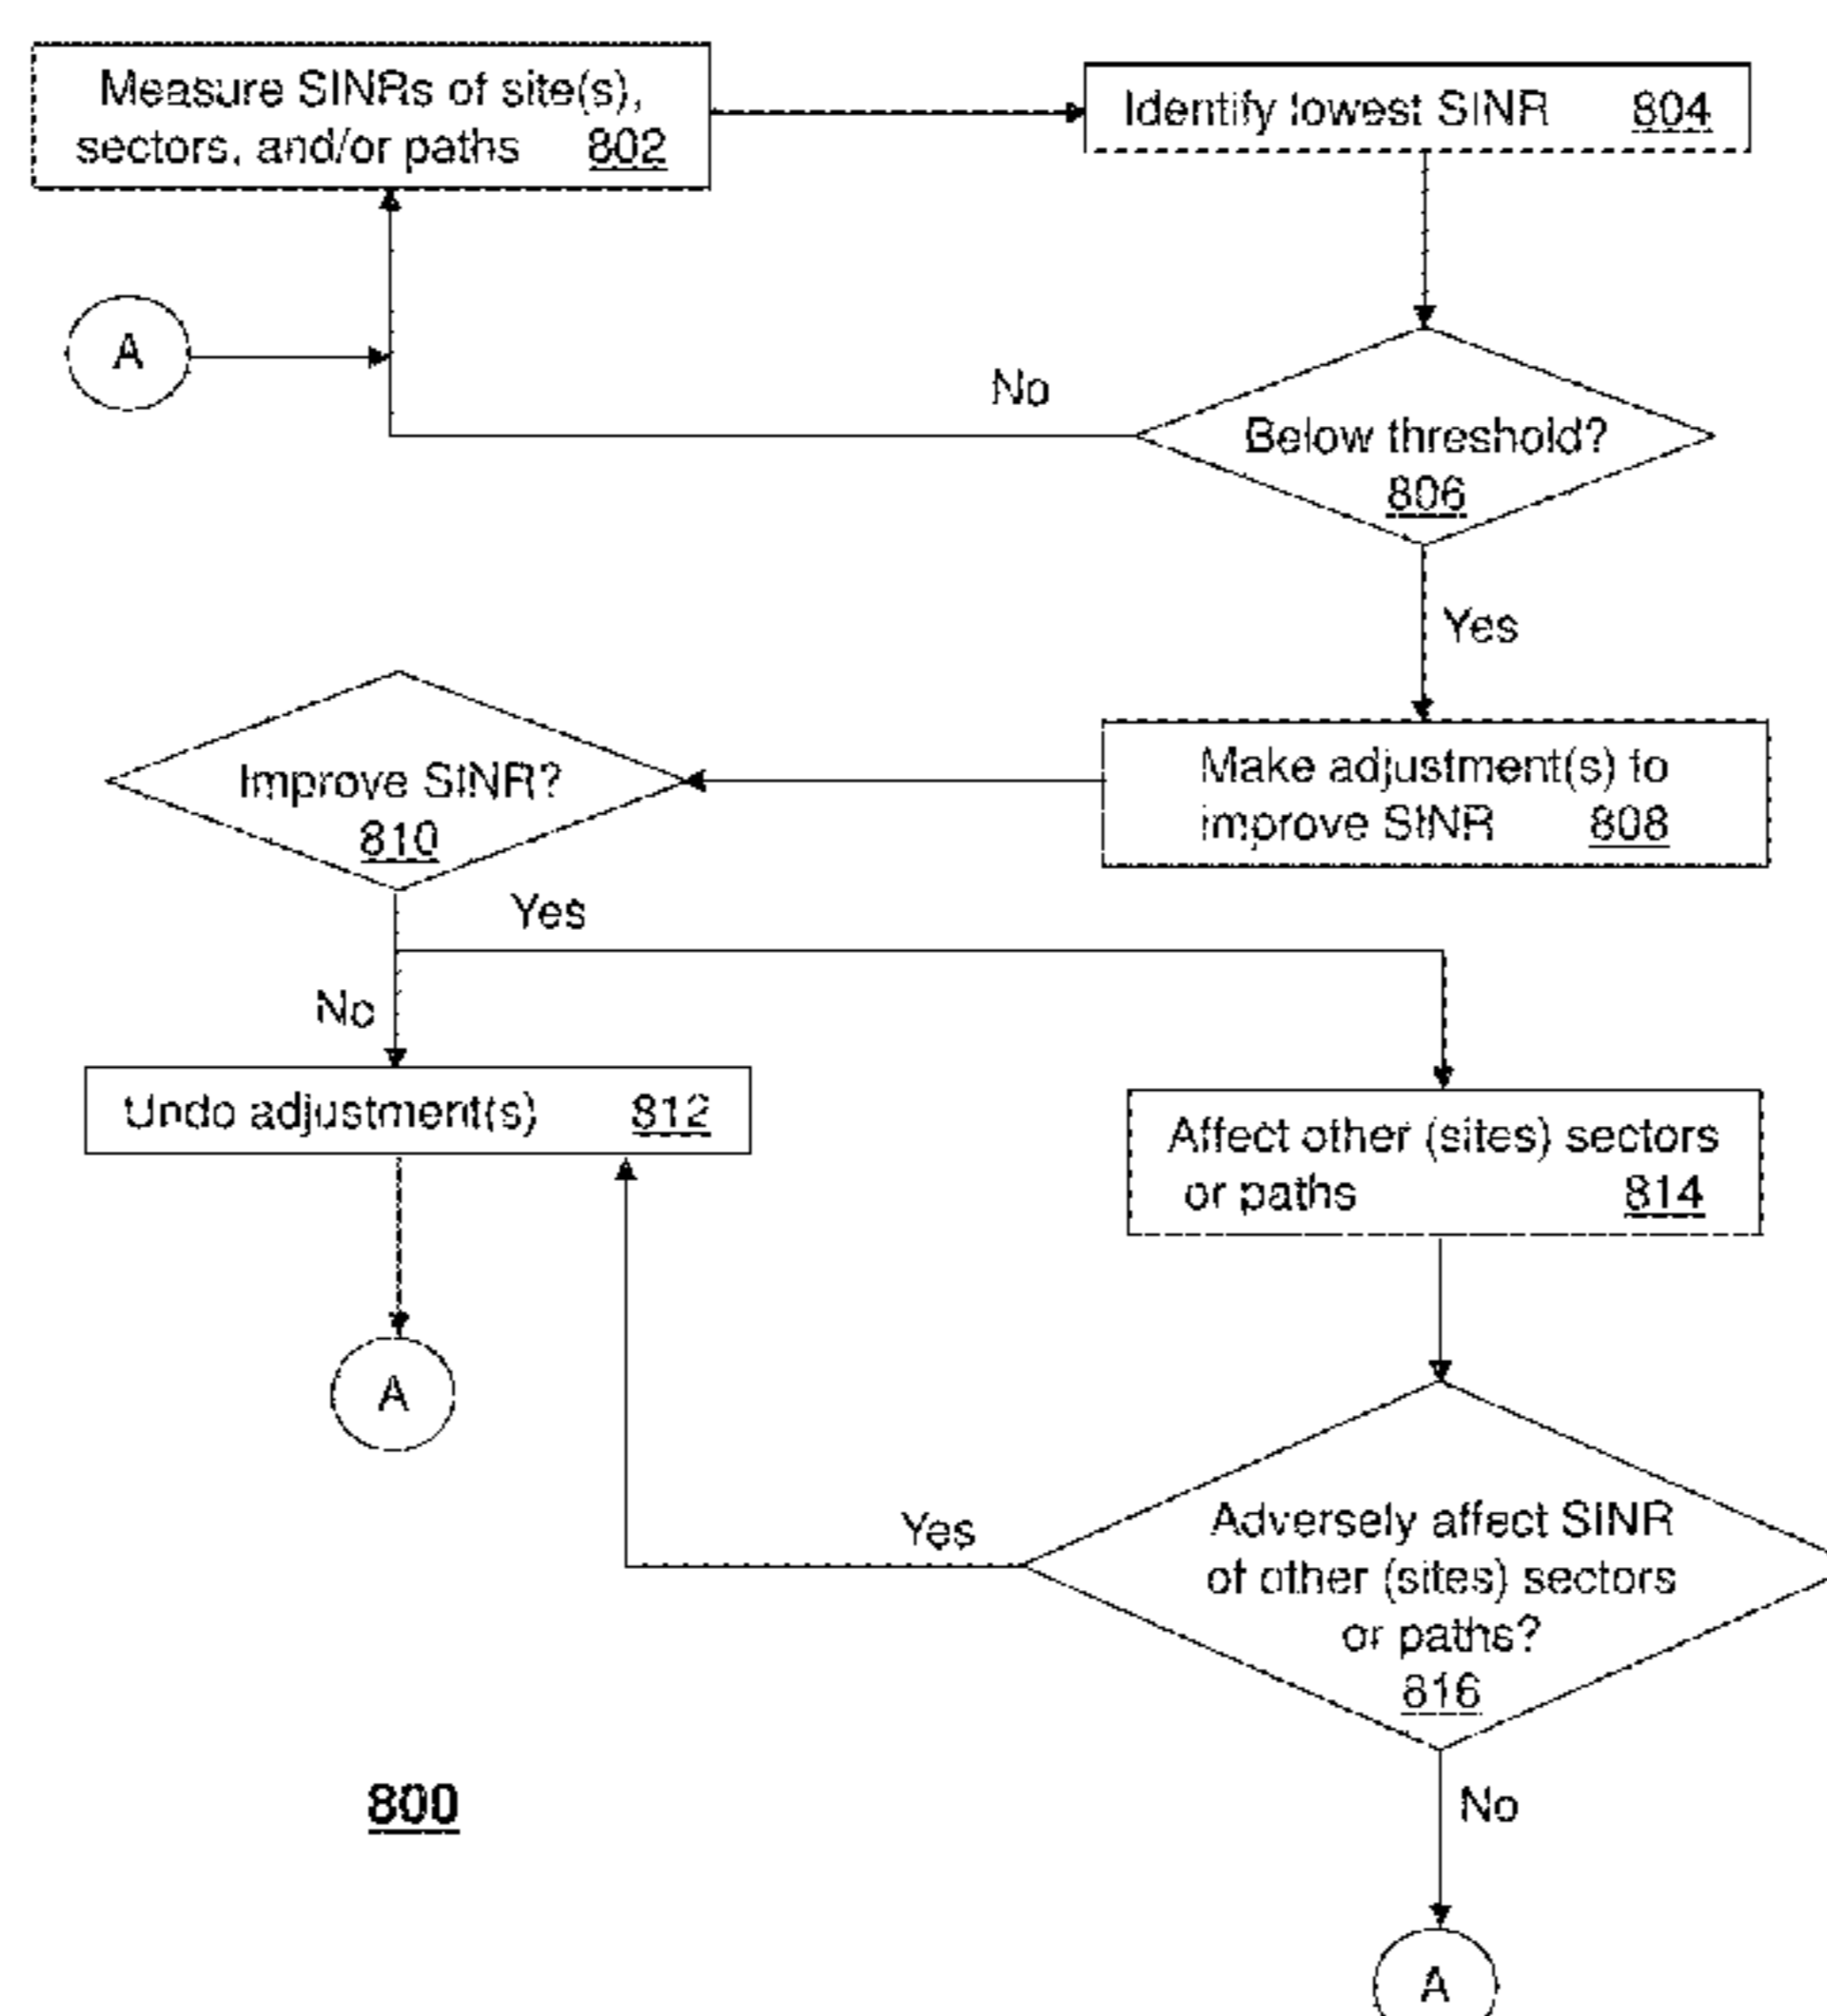 Measure SINRs of site(s),
sectors, and/or paths 802
Identify lowest SINR 804
A
No
Below threshold?
806
Yes
Improve SINR?
810
Make adjustment(s) to
improve SINR 808
Yes
No
Undo adjustment(s) 812
Affect other (sites) sectors
or paths 814
A
Yes
Adversely affect SINR
of other (sites) sectors
or paths?
816
800
No
A